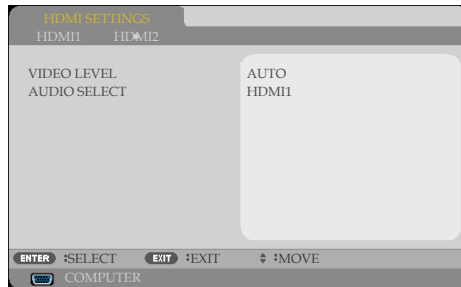 HDMI SETTINGS
HDMI1 HDMI2
VIDEO LEVEL AUTO
AUDIO SELECT HDMI1
ENTER :SELECT EXIT :EXIT :MOVE
COMPUTER